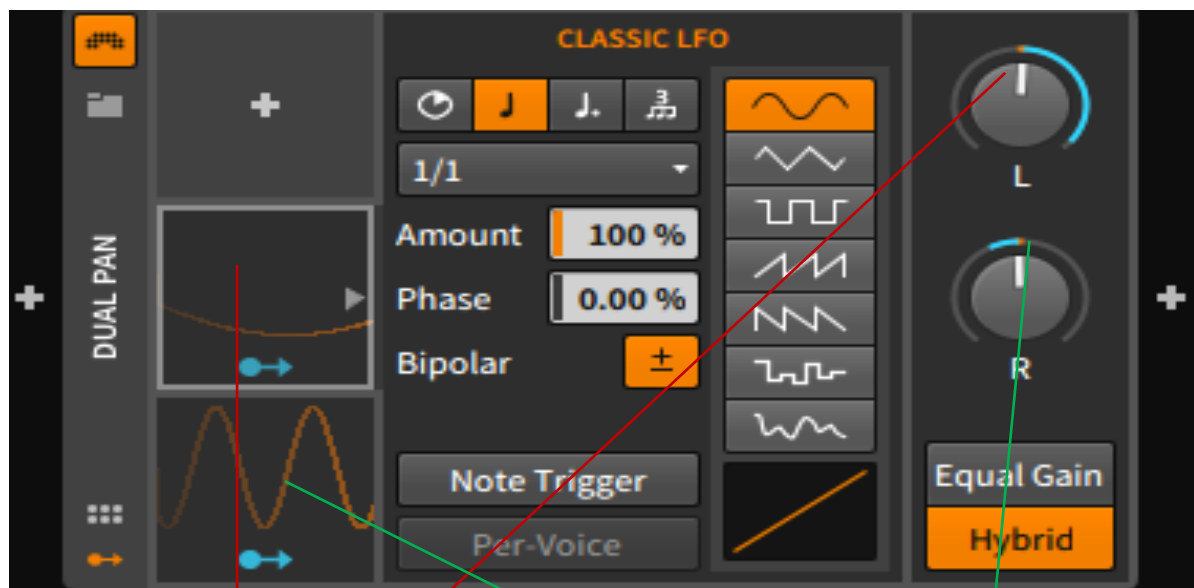 CLASSIC LFO
3
1/1
Amount 100 %
Phase 0.00 %
Bipolar ±
Note Trigger
Per-Voice
DUAL PAN
L
R
Equal Gain
Hybrid